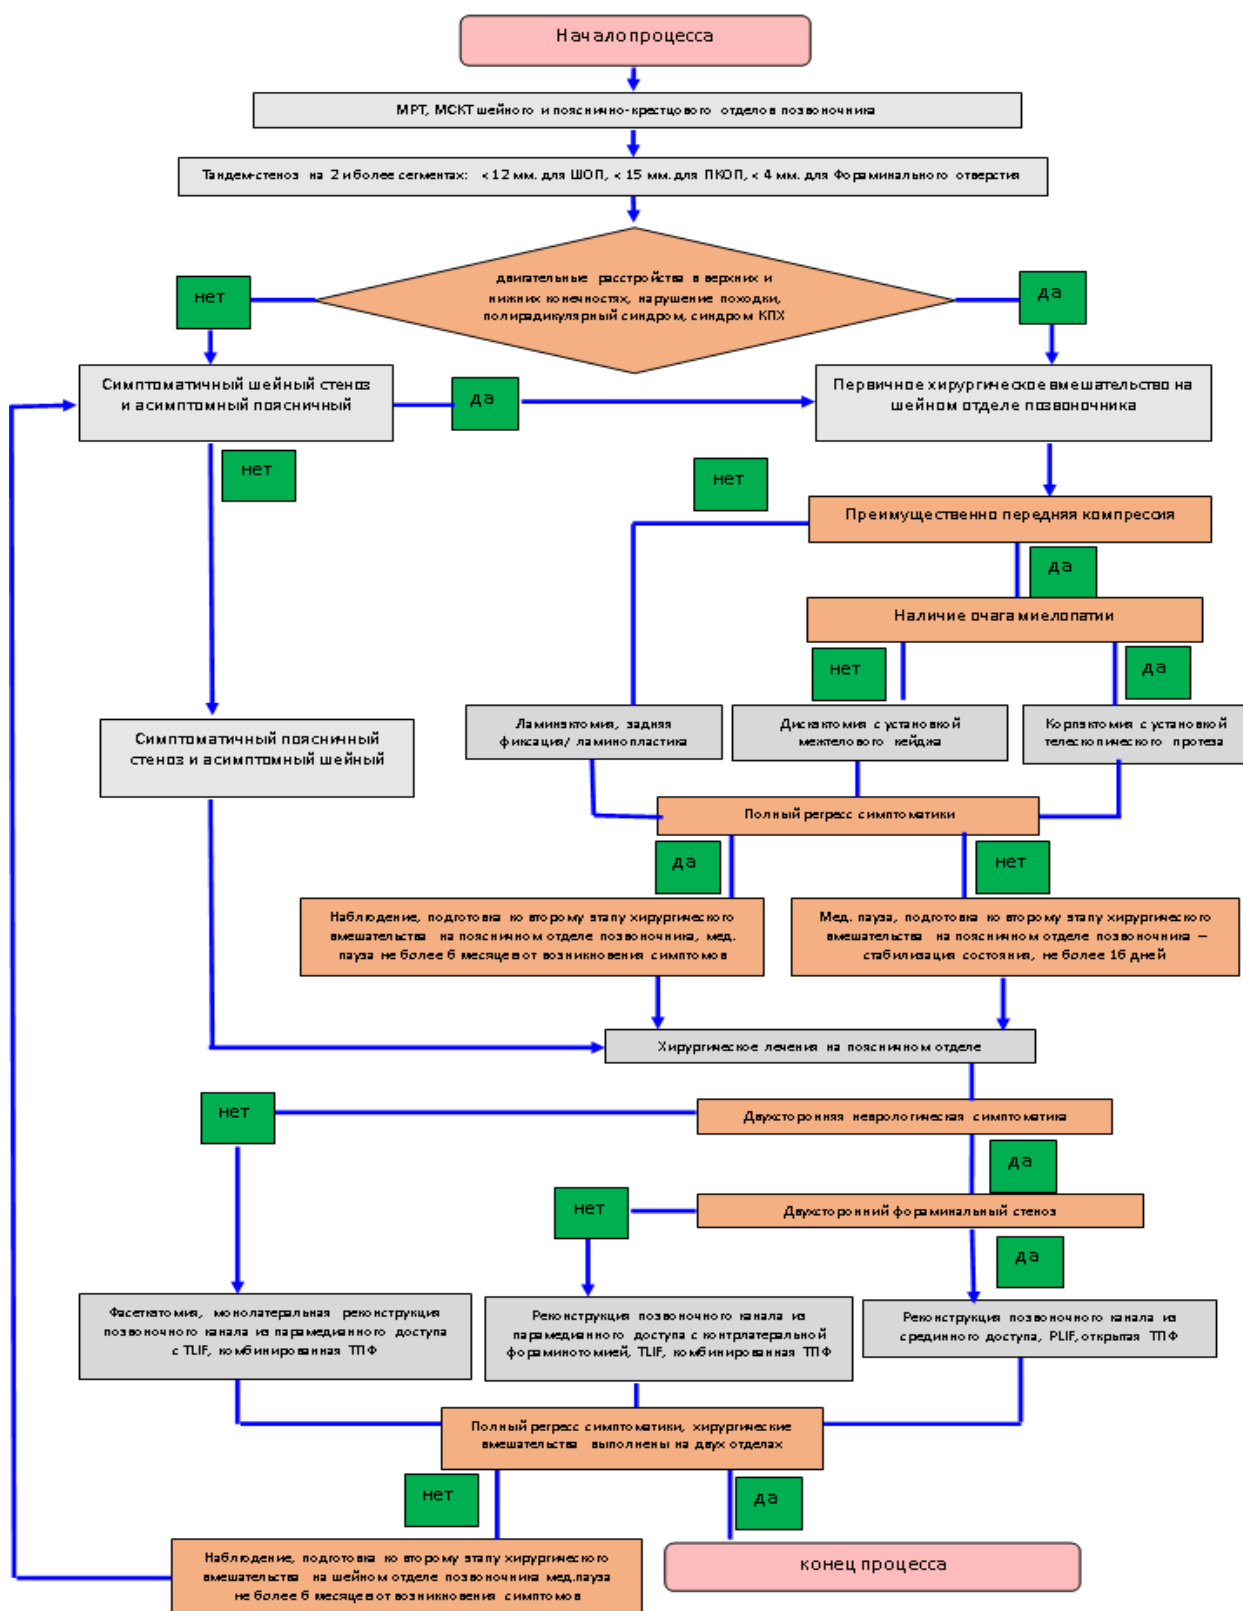 Начало процесса
МРТ, МСКТ шейного и пояснично-крестцового отделов позвоночника
Тандем-стеноз на 2 и более сегментах: < 12 мм. для ШОП, < 15 мм. для ПКОП, < 4 мм. для Фораминального отверстия
двигательные расстройства в верхних и
нижних конечностях, нарушение походки,
полирадикулярный синдром, синдром КПХ
нет
да
Симптоматичный шейный стеноз
и асимптомный поясничный
да
Первичное хирургическое вмешательство на
шейном отделе позвоночника
нет
нет
Преимущественно передняя компрессия
да
Наличие очага миелопатии
нет
да
Ламинэктомия, задняя
фиксация/ ламинопластика
Дискэктомия с установкой
межтелового кейджа
Корпэктомия с установкой
телескопического протеза
Симптоматичный поясничный
стеноз и асимптомный шейный
Полный регресс симптоматики
да
нет
Наблюдение, подготовка ко второму этапу хирургического
вмешательства на поясничном отделе позвоночника, мед.
пауза не более 6 месяцев от возникновения симптомов
Мед. пауза, подготовка ко второму этапу хирургического
вмешательства на поясничном отделе позвоночника –
стабилизация состояния, не более 16 дней
Хирургическое лечения на поясничном отделе
нет
Двухсторонняя неврологическая симптоматика
да
нет
Двухсторонний фораминальный стеноз
да
Фасеткэтомия, монолатеральная реконструкция
позвоночного канала из парамедианного доступа
с TLIF, комбинированная ТПФ
Реконструкция позвоночного канала из
парамедианного доступа с контрлатеральной
фораминотомией, TLIF, комбинированная ТПФ
Реконструкция позвоночного канала из
срединного доступа, PLIF, открытая ТПФ
Полный регресс симптоматики, хирургические
вмешательства выполнены на двух отделах
нет
да
Наблюдение, подготовка ко второму этапу хирургического
вмешательства на шейном отделе позвоночника мед.пауза
не более 6 месяцев от возникновения симптомов
конец процесса